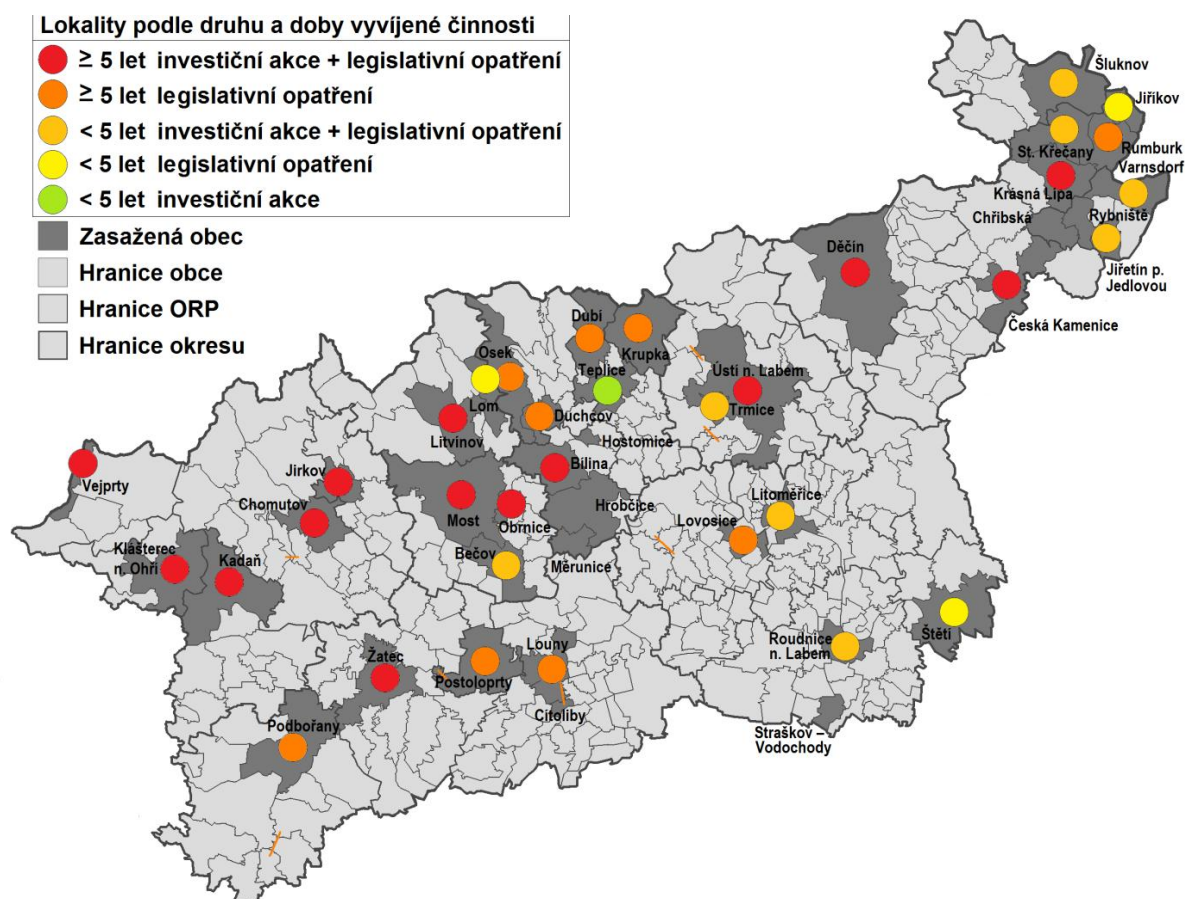 Lokality podle druhu a doby vyvíjené činnosti
≥ 5 let investiční akce + legislativní opatření
≥ 5 let legislativní opatření
< 5 let investiční akce + legislativní opatření
< 5 let legislativní opatření
< 5 let investiční akce
Zasažená obec
Hranice obce
Hranice ORP
Hranice okresu
Šluknov
Jiříkov
Rumburk
St. Křečany
Varnsdorf
Krásná Lípa
Chřibská
Rybniště
Jiřetín p.
Jedlovou
Děčín
Česká Kamenice
Dubí
Krupka
Osek
Teplice
Ústí n. Labem
Lom
Trmice
Duchcov
Litvínov
Hostomice
Bílina
Jirkov
Vejprty
Chomutov
Hrobčice
Litoměřice
Most
Obrnice
Lovosice
Klášterec
n. Ohří
Kadaň
Bečov
Měrunice
Štětí
Roudnice
n. Labem
Louny
Žatec
Postoloprty
Cítoliby
Podbořany
Straškov –
Vodochody